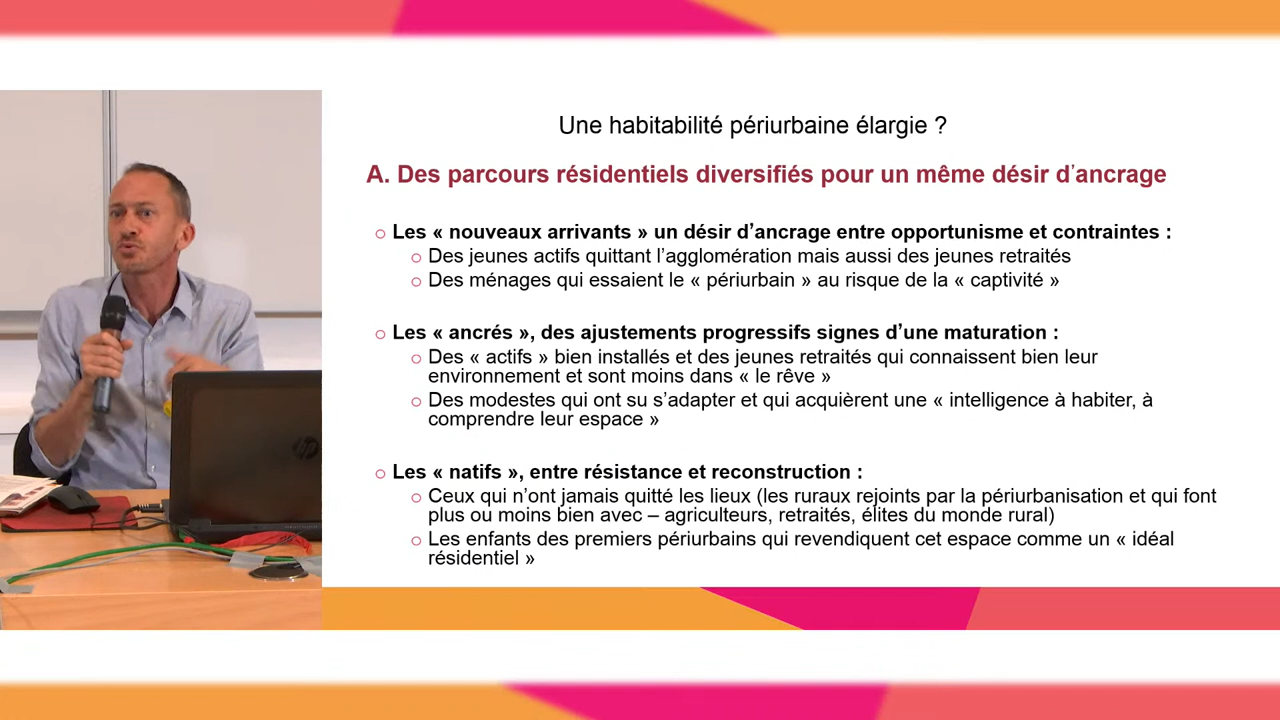 Une habitabilité périurbaine élargie ?
A. Des parcours résidentiels diversifiés pour un même désir d’ancrage
Les « nouveaux arrivants » un désir d’ancrage entre opportunisme et contraintes :
Des jeunes actifs quittant l’agglomération mais aussi des jeunes retraités
Des ménages qui essaient le « périurbain » au risque de la « captivité »
Les « ancrés », des ajustements progressifs signes d’une maturation :
Des « actifs » bien installés et des jeunes retraités qui connaissent bien leur
environnement et sont moins dans « le rêve »
Des modestes qui ont su s’adapter et qui acquièrent une « intelligence à habiter, à
comprendre leur espace »
Les « natifs », entre résistance et reconstruction :
Ceux qui n’ont jamais quitté les lieux (les ruraux rejoints par la périurbanisation et qui font
plus ou moins bien avec – agriculteurs, retraités, élites du monde rural)
Les enfants des premiers périurbains qui revendiquent cet espace comme un « idéal
résidentiel »
hp